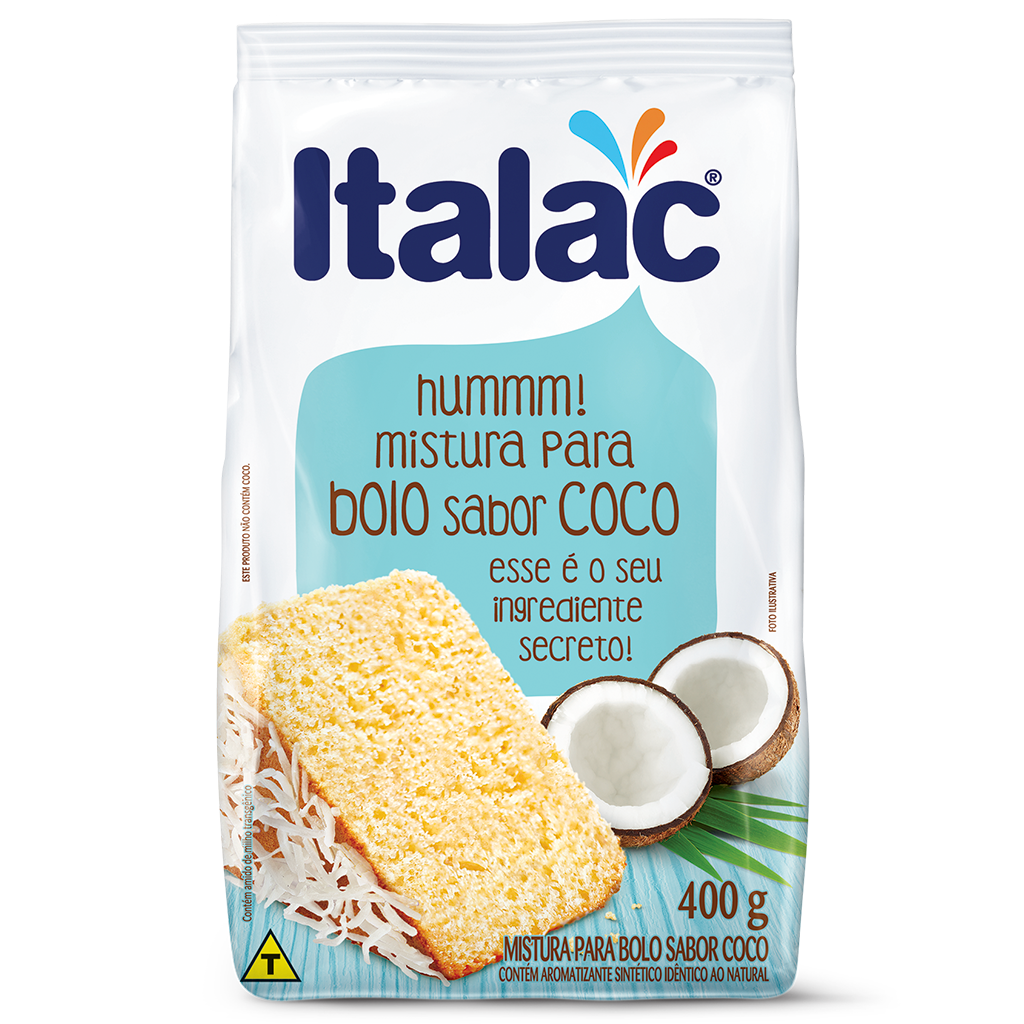 Italac®
hummm!
mistura para
bolo sabor coco
esse é o seu
ingrediente
secreto!
ESTE PRODUTO NÃO CONTÉM COCO.
FOTO ILUSTRATIVA
Contém amido de milho transgênico
T
400 g
MISTURA PARA BOLO SABOR COCO
CONTÉM AROMATIZANTE SINTÉTICO IDÊNTICO AO NATURAL